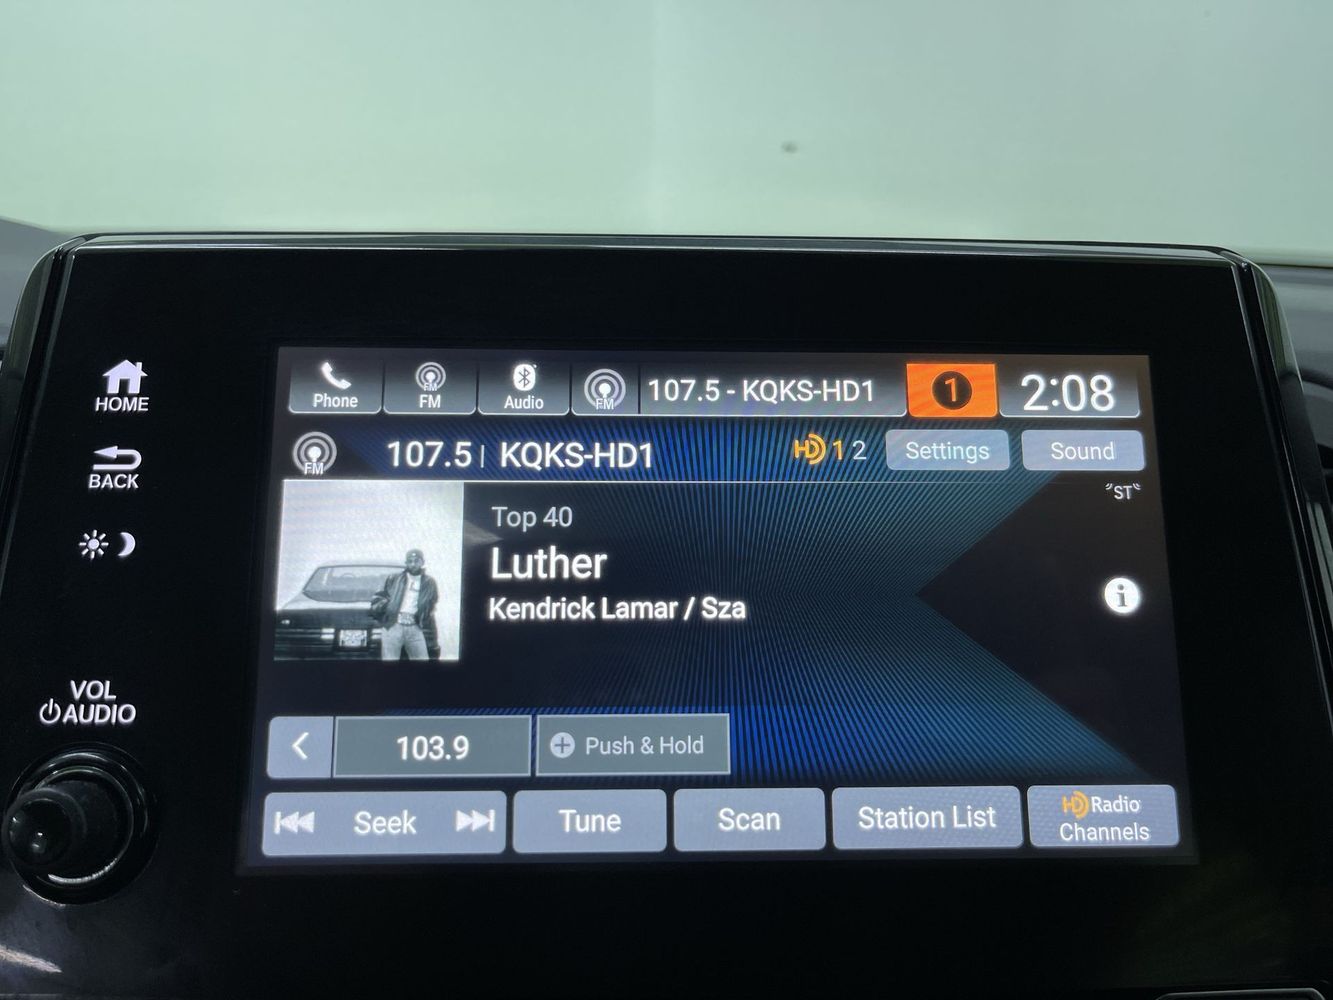 HOME
BACK
VOL
AUDIO
Phone
FM
FM
Audio
FM
107.5 - KQKS-HD1
1
2:08
FM
107.5 | KQKS-HD1
HD 1 2
Settings
Sound
"ST"
Top 40
Luther
Kendrick Lamar / Sza
i
103.9
Push & Hold
Seek
Tune
Scan
Station List
HD Radio
Channels